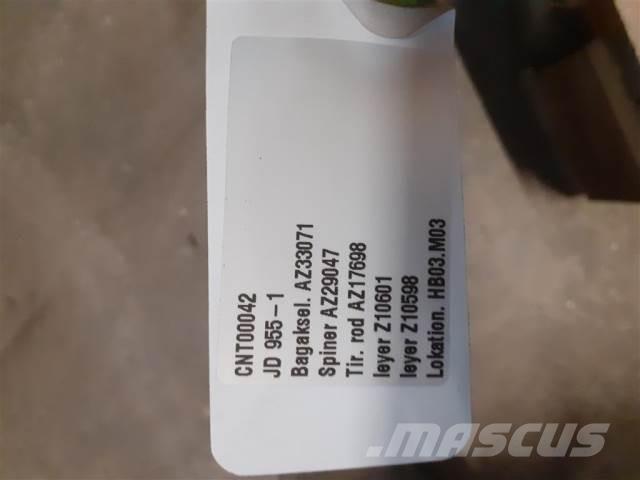 CNT00042
JD 955-1
Bagaksel. AZ33071
Spiner AZ29047
Tir. rod AZ17698
leyer Z10601
leyer Z10598
Lokation. HB03.M03
MASCUS